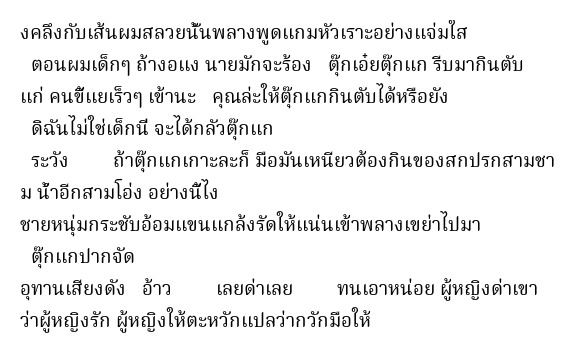 งคลึงกับเส้นผมสลวยนั้นพลางพูดแกมหัวเราะอย่างแจ่มใส
ตอนผมเด็กๆ ถ้างอแง นายมักจะร้อง ตุ๊กเอ๋ยตุ๊กแก รีบมากินตับ
แก่ คนขี้แยเร็วๆ เข้านะ คุณล่ะให้ตุ๊กแกกินตับได้หรือยัง
ดิฉันไม่ใช่เด็กนี่ จะได้กลัวตุ๊กแก
ระวัง ถ้าตุ๊กแกเกาะละก็ มือมันเหนียวต้องกินของสกปรกสามชา
ม น้ำอีกสามโอ่ง อย่างนี้ไง
ชายหนุ่มกระชับอ้อมแขนแกล้งรัดให้แน่นเข้าพลางเขย่าไปมา
ตุ๊กแกปากจัด
อุทานเสียงดัง อ้าว เลยด่าเลย ทนเอาหน่อย ผู้หญิงด่าเขา
ว่าผู้หญิงรัก ผู้หญิงให้ตะหวักแปลว่ากวักมือให้